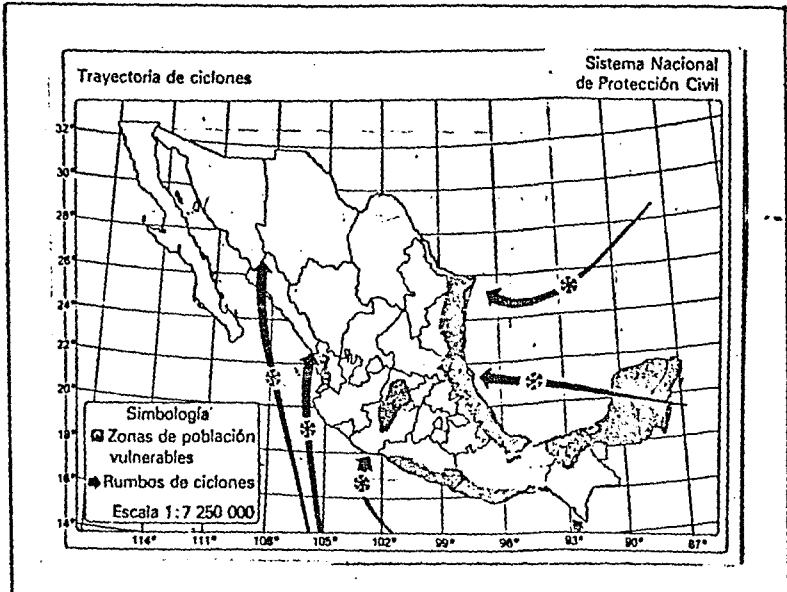 Trayectoria de ciclones
Sistema Nacional
de Protección Civil
32°
30°
28°
26°
24°
22°
20°
18°
16°
14°
Simbología
Zonas de población
vulnerables
Rumbos de ciclones
Escala 1:7 250 000
114° 111° 108° 105° 102° 99° 96° 93° 90° 87°